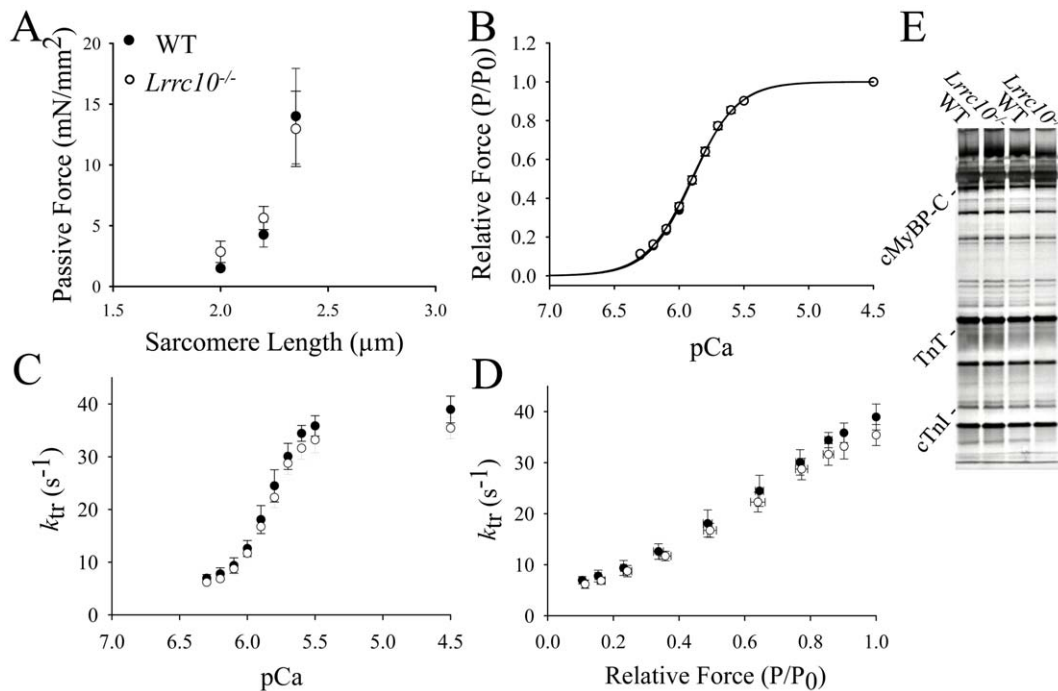 A
WT
Lrrc10-/-
Passive Force (mN/mm2)
20
15
10
5
0
1.5
2.0
2.5
3.0
Sarcomere Length (µm)
B
Relative Force (P/P0)
1.2
1.0
0.8
0.6
0.4
0.2
0.0
7.0
6.5
6.0
5.5
5.0
4.5
pCa
E
WT
Lrrc10-/-
WT
Lrrc10-/
cMyBP-C -
TnT -
cTnI -
C
ktr (s-1)
40
30
20
10
0
7.0
6.5
6.0
5.5
5.0
4.5
pCa
D
ktr (s-1)
40
30
20
10
0
0.0
0.2
0.4
0.6
0.8
1.0
Relative Force (P/P0)